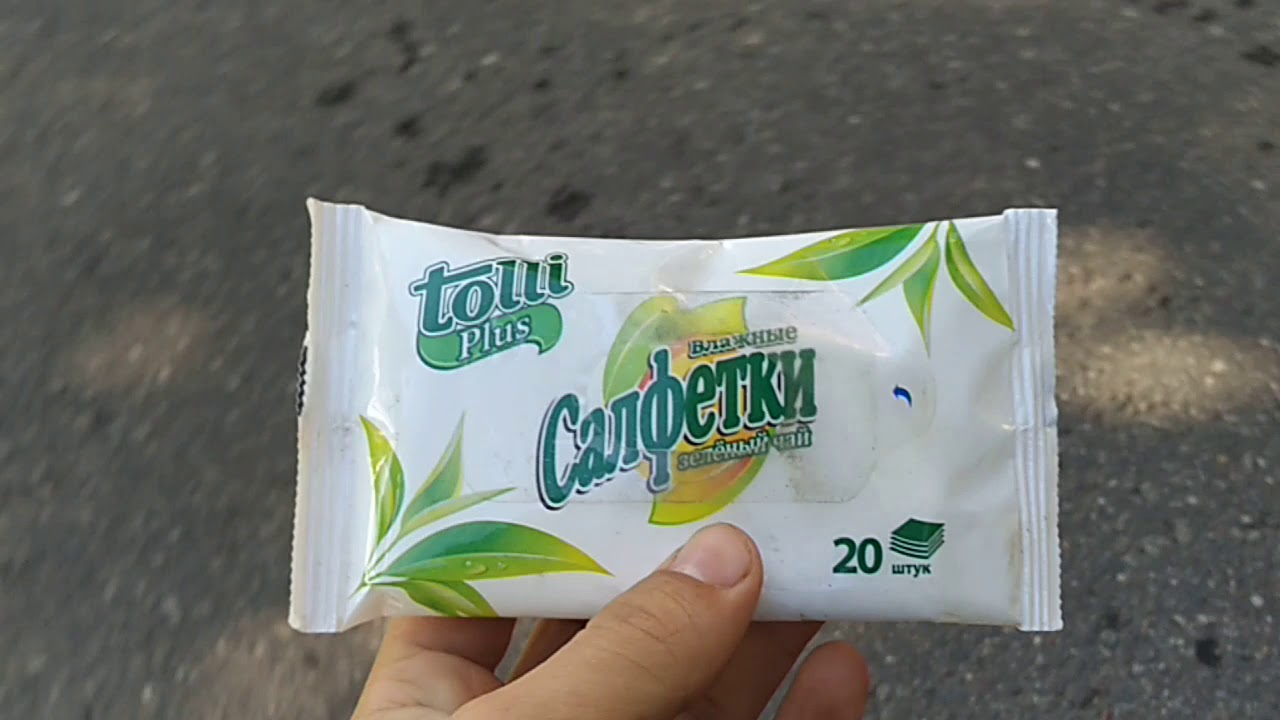 tolli
Plus
Влажные
Салфетки
зелёный чай
20
штук